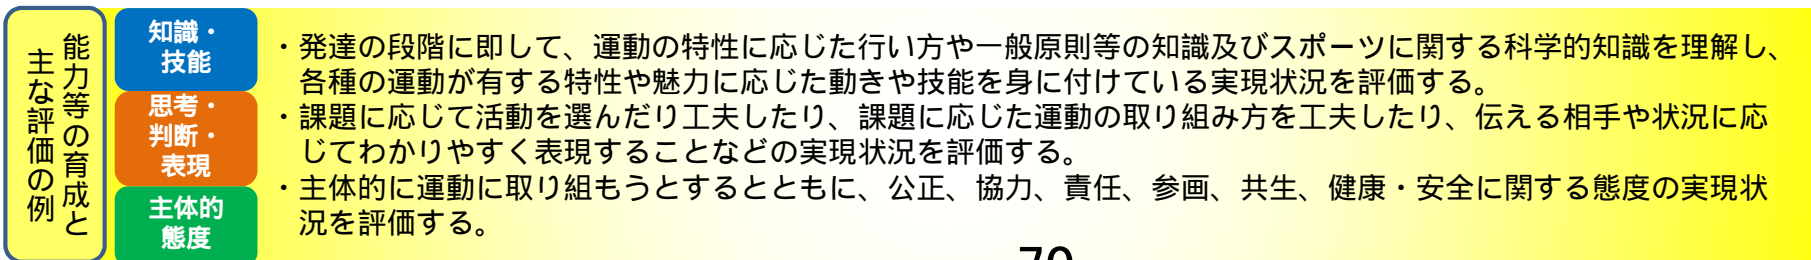 能力等の育成と
主な評価の例
知識・
技能
・発達の段階に即して、運動の特性に応じた行い方や一般原則等の知識及びスポーツに関する科学的知識を理解し、
各種の運動が有する特性や魅力に応じた動きや技能を身に付けている実現状況を評価する。
思考・
判断・
表現
・課題に応じて活動を選んだり工夫したり、課題に応じた運動の取り組み方を工夫したり、伝える相手や状況に応
じてわかりやすく表現することなどの実現状況を評価する。
主体的
態度
・主体的に運動に取り組もうとするとともに、公正、協力、責任、参画、共生、健康・安全に関する態度の実現状
況を評価する。